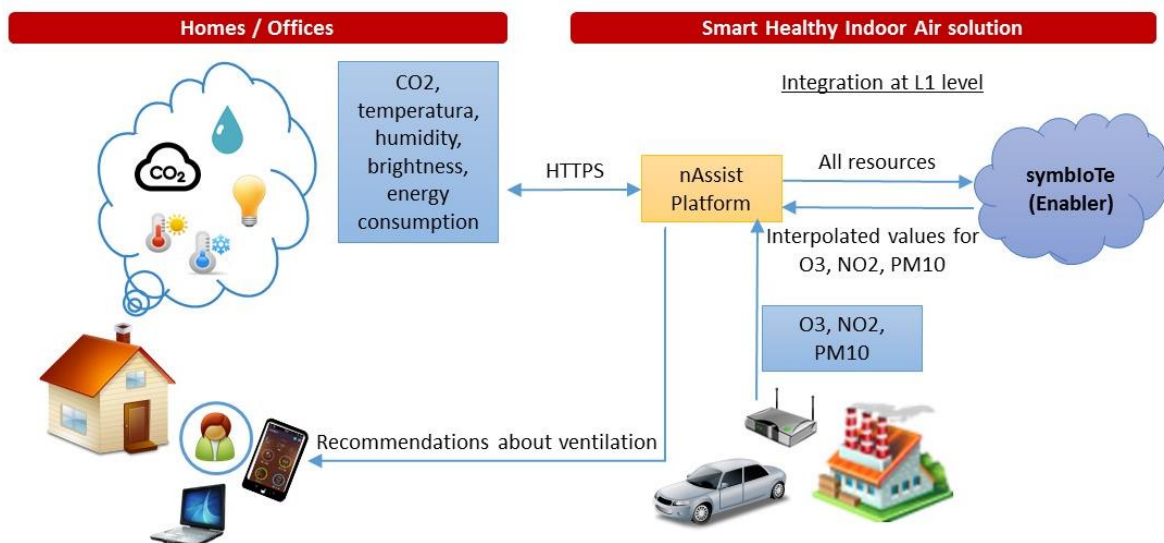 Homes / Offices
Smart Healthy Indoor Air solution
CO2,
temperatura,
humidity,
brightness,
energy
consumption
CO2
HTTPS
Integration at L1 level
nAssist
Platform
All resources
symbIoTe
(Enabler)
Interpolated values for
O3, NO2, PM10
O3, NO2,
PM10
Recommendations about ventilation